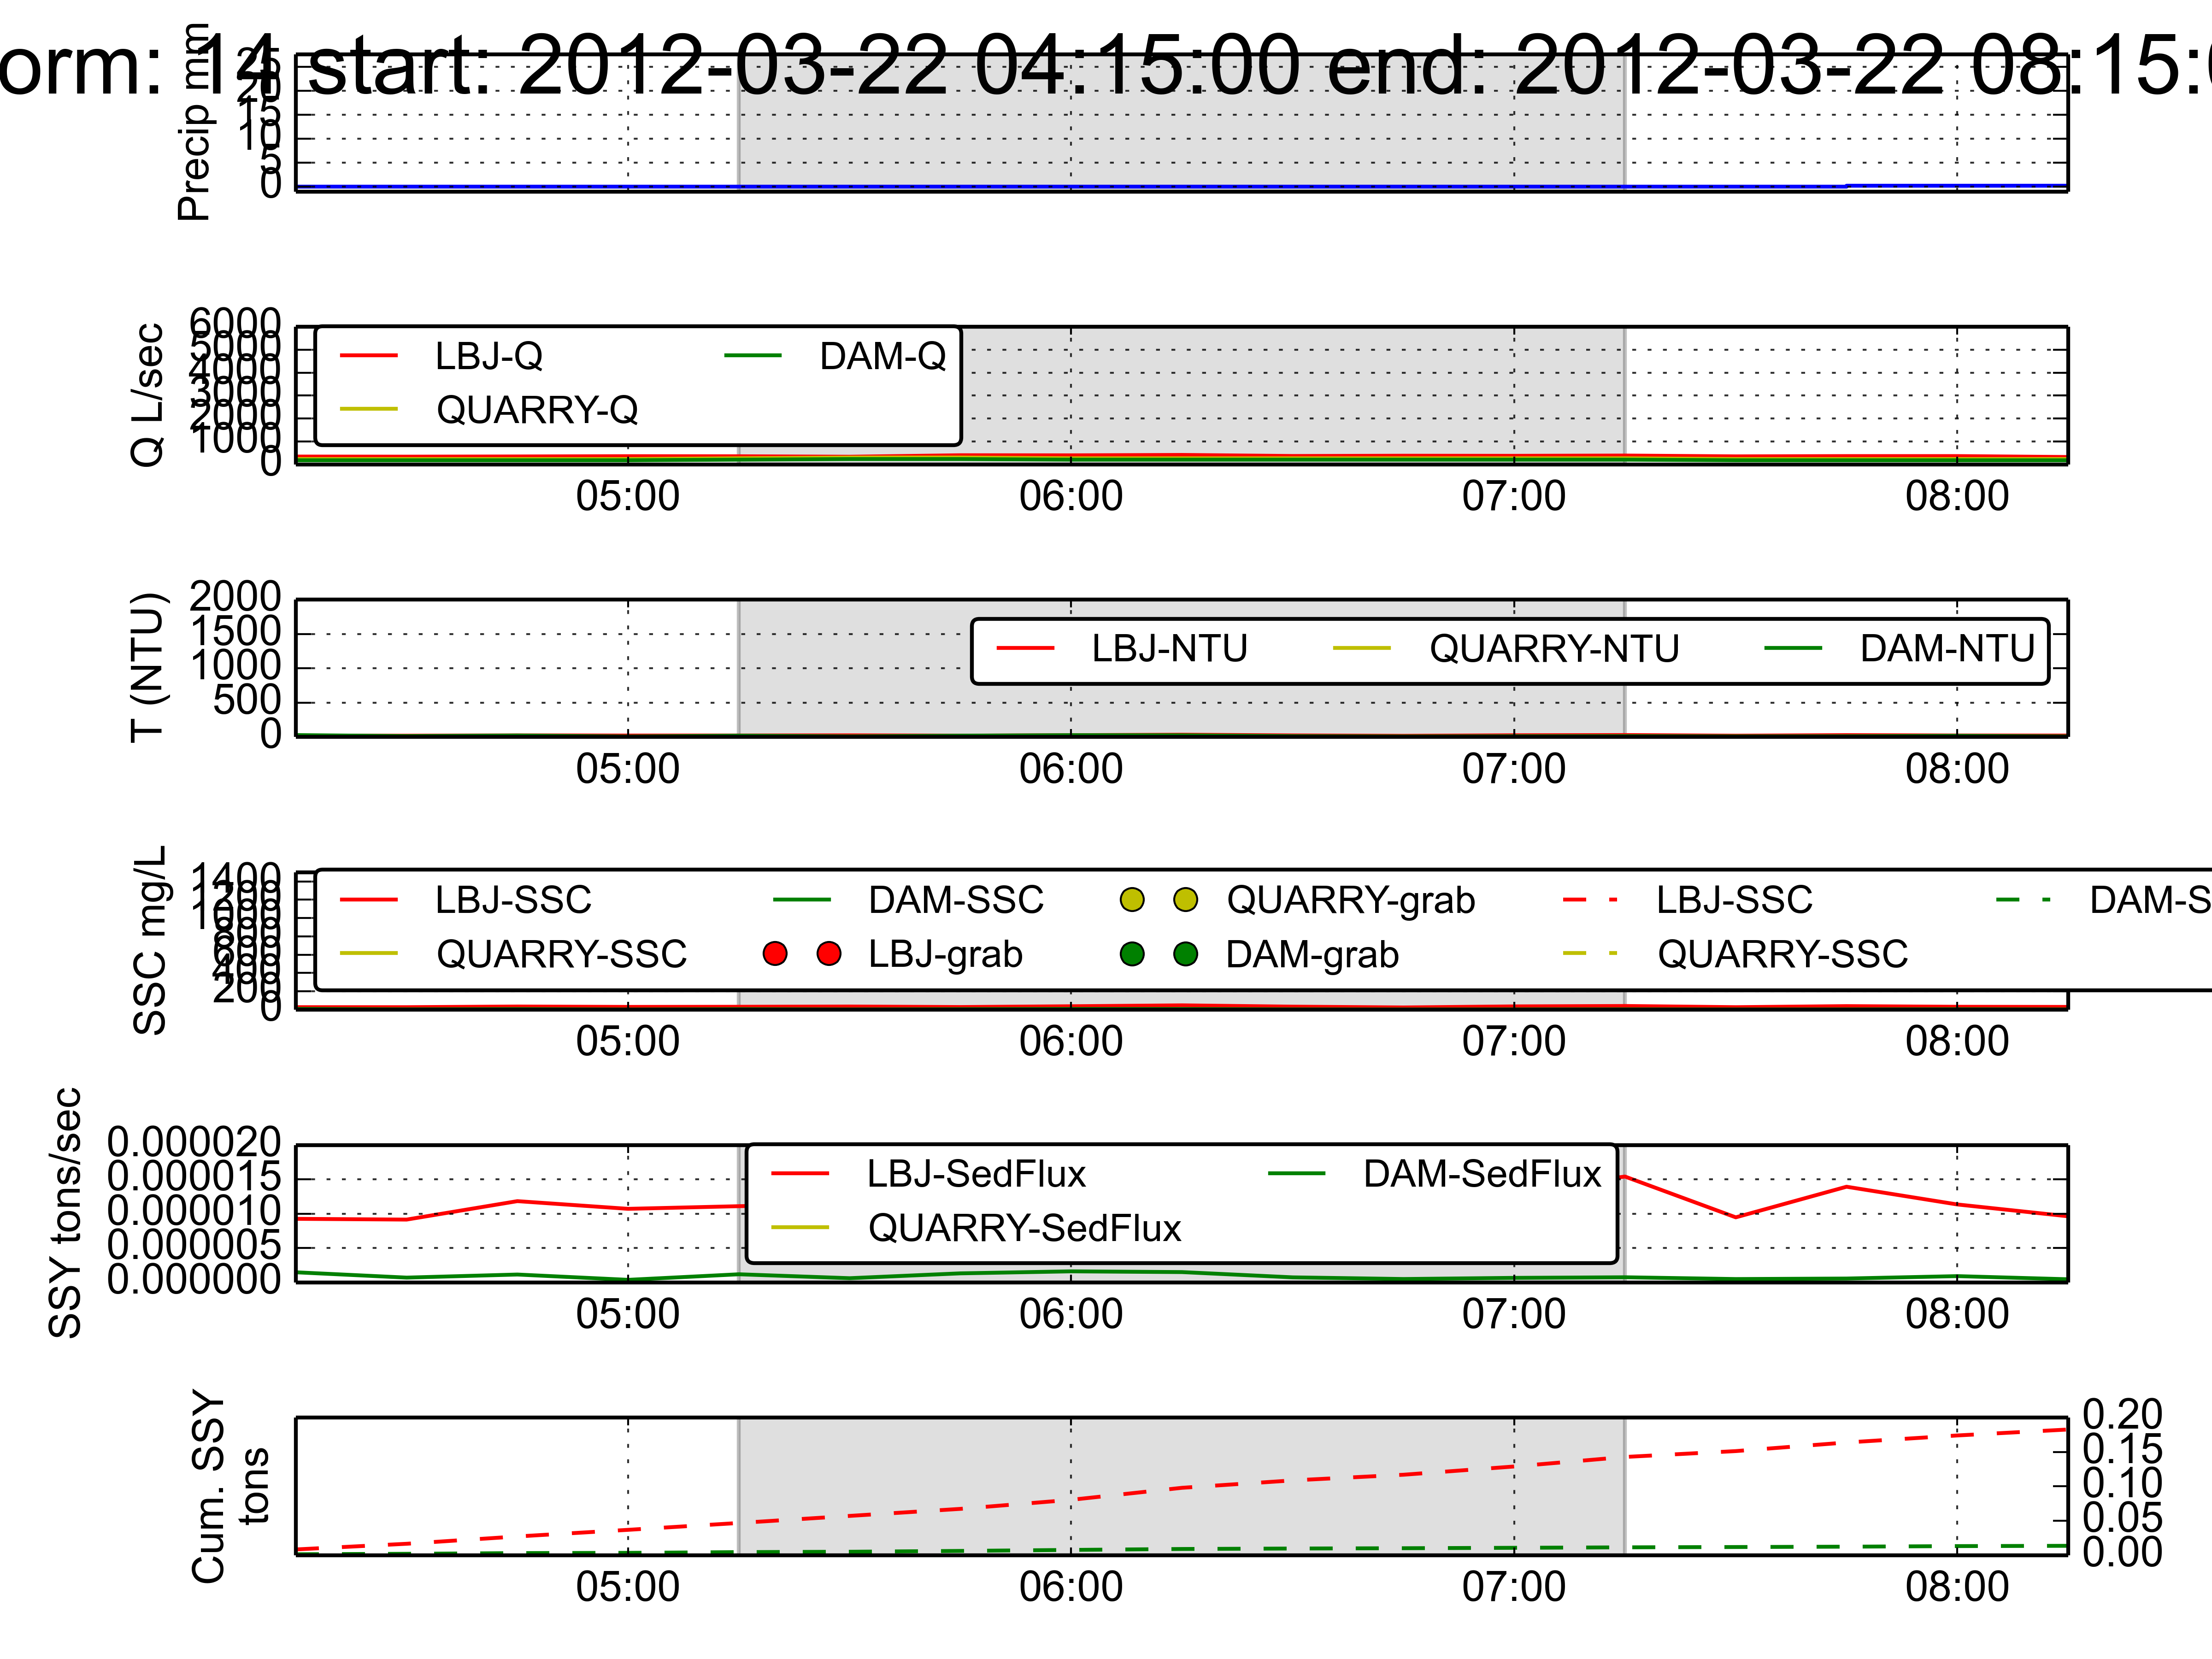 orm: 14 start: 2012-03-22 04:15:00 end: 2012-03-22 08:15:0
Precip mm
25
20
15
10
5
0
Q L/sec
6000
5000
4000
3000
2000
1000
0
LBJ-Q DAM-Q
QUARRY-Q
05:00 06:00 07:00 08:00
T (NTU)
2000
1500
1000
500
0
LBJ-NTU QUARRY-NTU DAM-NTU
05:00 06:00 07:00 08:00
SSC mg/L
1400
1200
1000
800
600
400
200
0
LBJ-SSC DAM-SSC QUARRY-grab LBJ-SSC DAM-S
QUARRY-SSC LBJ-grab DAM-grab QUARRY-SSC
05:00 06:00 07:00 08:00
SSY tons/sec
0.000020
0.000015
0.000010
0.000005
0.000000
LBJ-SedFlux DAM-SedFlux
QUARRY-SedFlux
05:00 06:00 07:00 08:00
Cum. SSY
tons
0.20
0.15
0.10
0.05
0.00
05:00 06:00 07:00 08:00